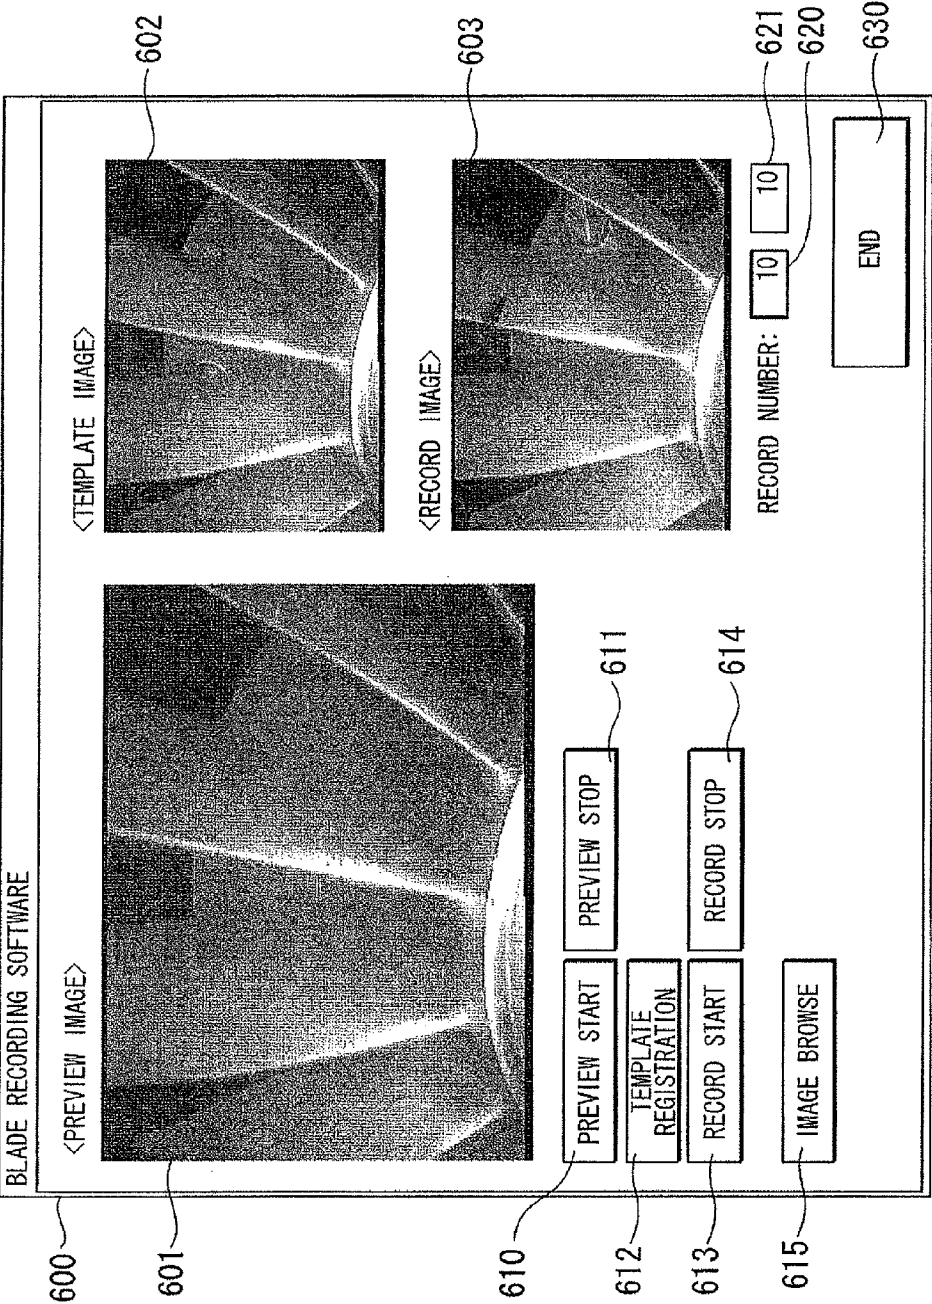 BLADE RECORDING SOFTWARE
600
<PREVIEW IMAGE>
601
<TEMPLATE IMAGE>
602
<RECORD IMAGE>
603
610
PREVIEW START
PREVIEW STOP
611
612
TEMPLATE
REGISTRATION
613
RECORD START
RECORD STOP
614
615
IMAGE BROWSE
RECORD NUMBER:
10
10
621
620
END
630